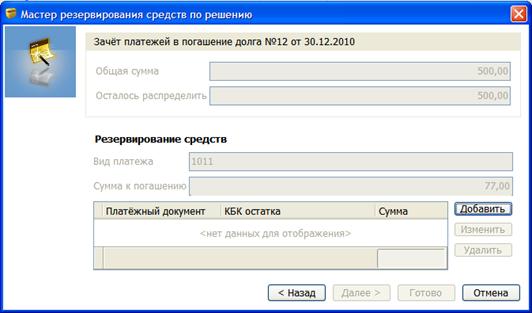 Мастер резервирования средств по решению
Зачёт платежей в погашение долга №12 от 30.12.2010
Общая сумма 500,00
Осталось распределить 500,00
Резервирование средств
Вид платежа 1011
Сумма к погашению 77,00
Платёжный документ КБК остатка Сумма
<нет данных для отображения>
Добавить
Изменить
Удалить
< Назад Далее > Готово Отмена